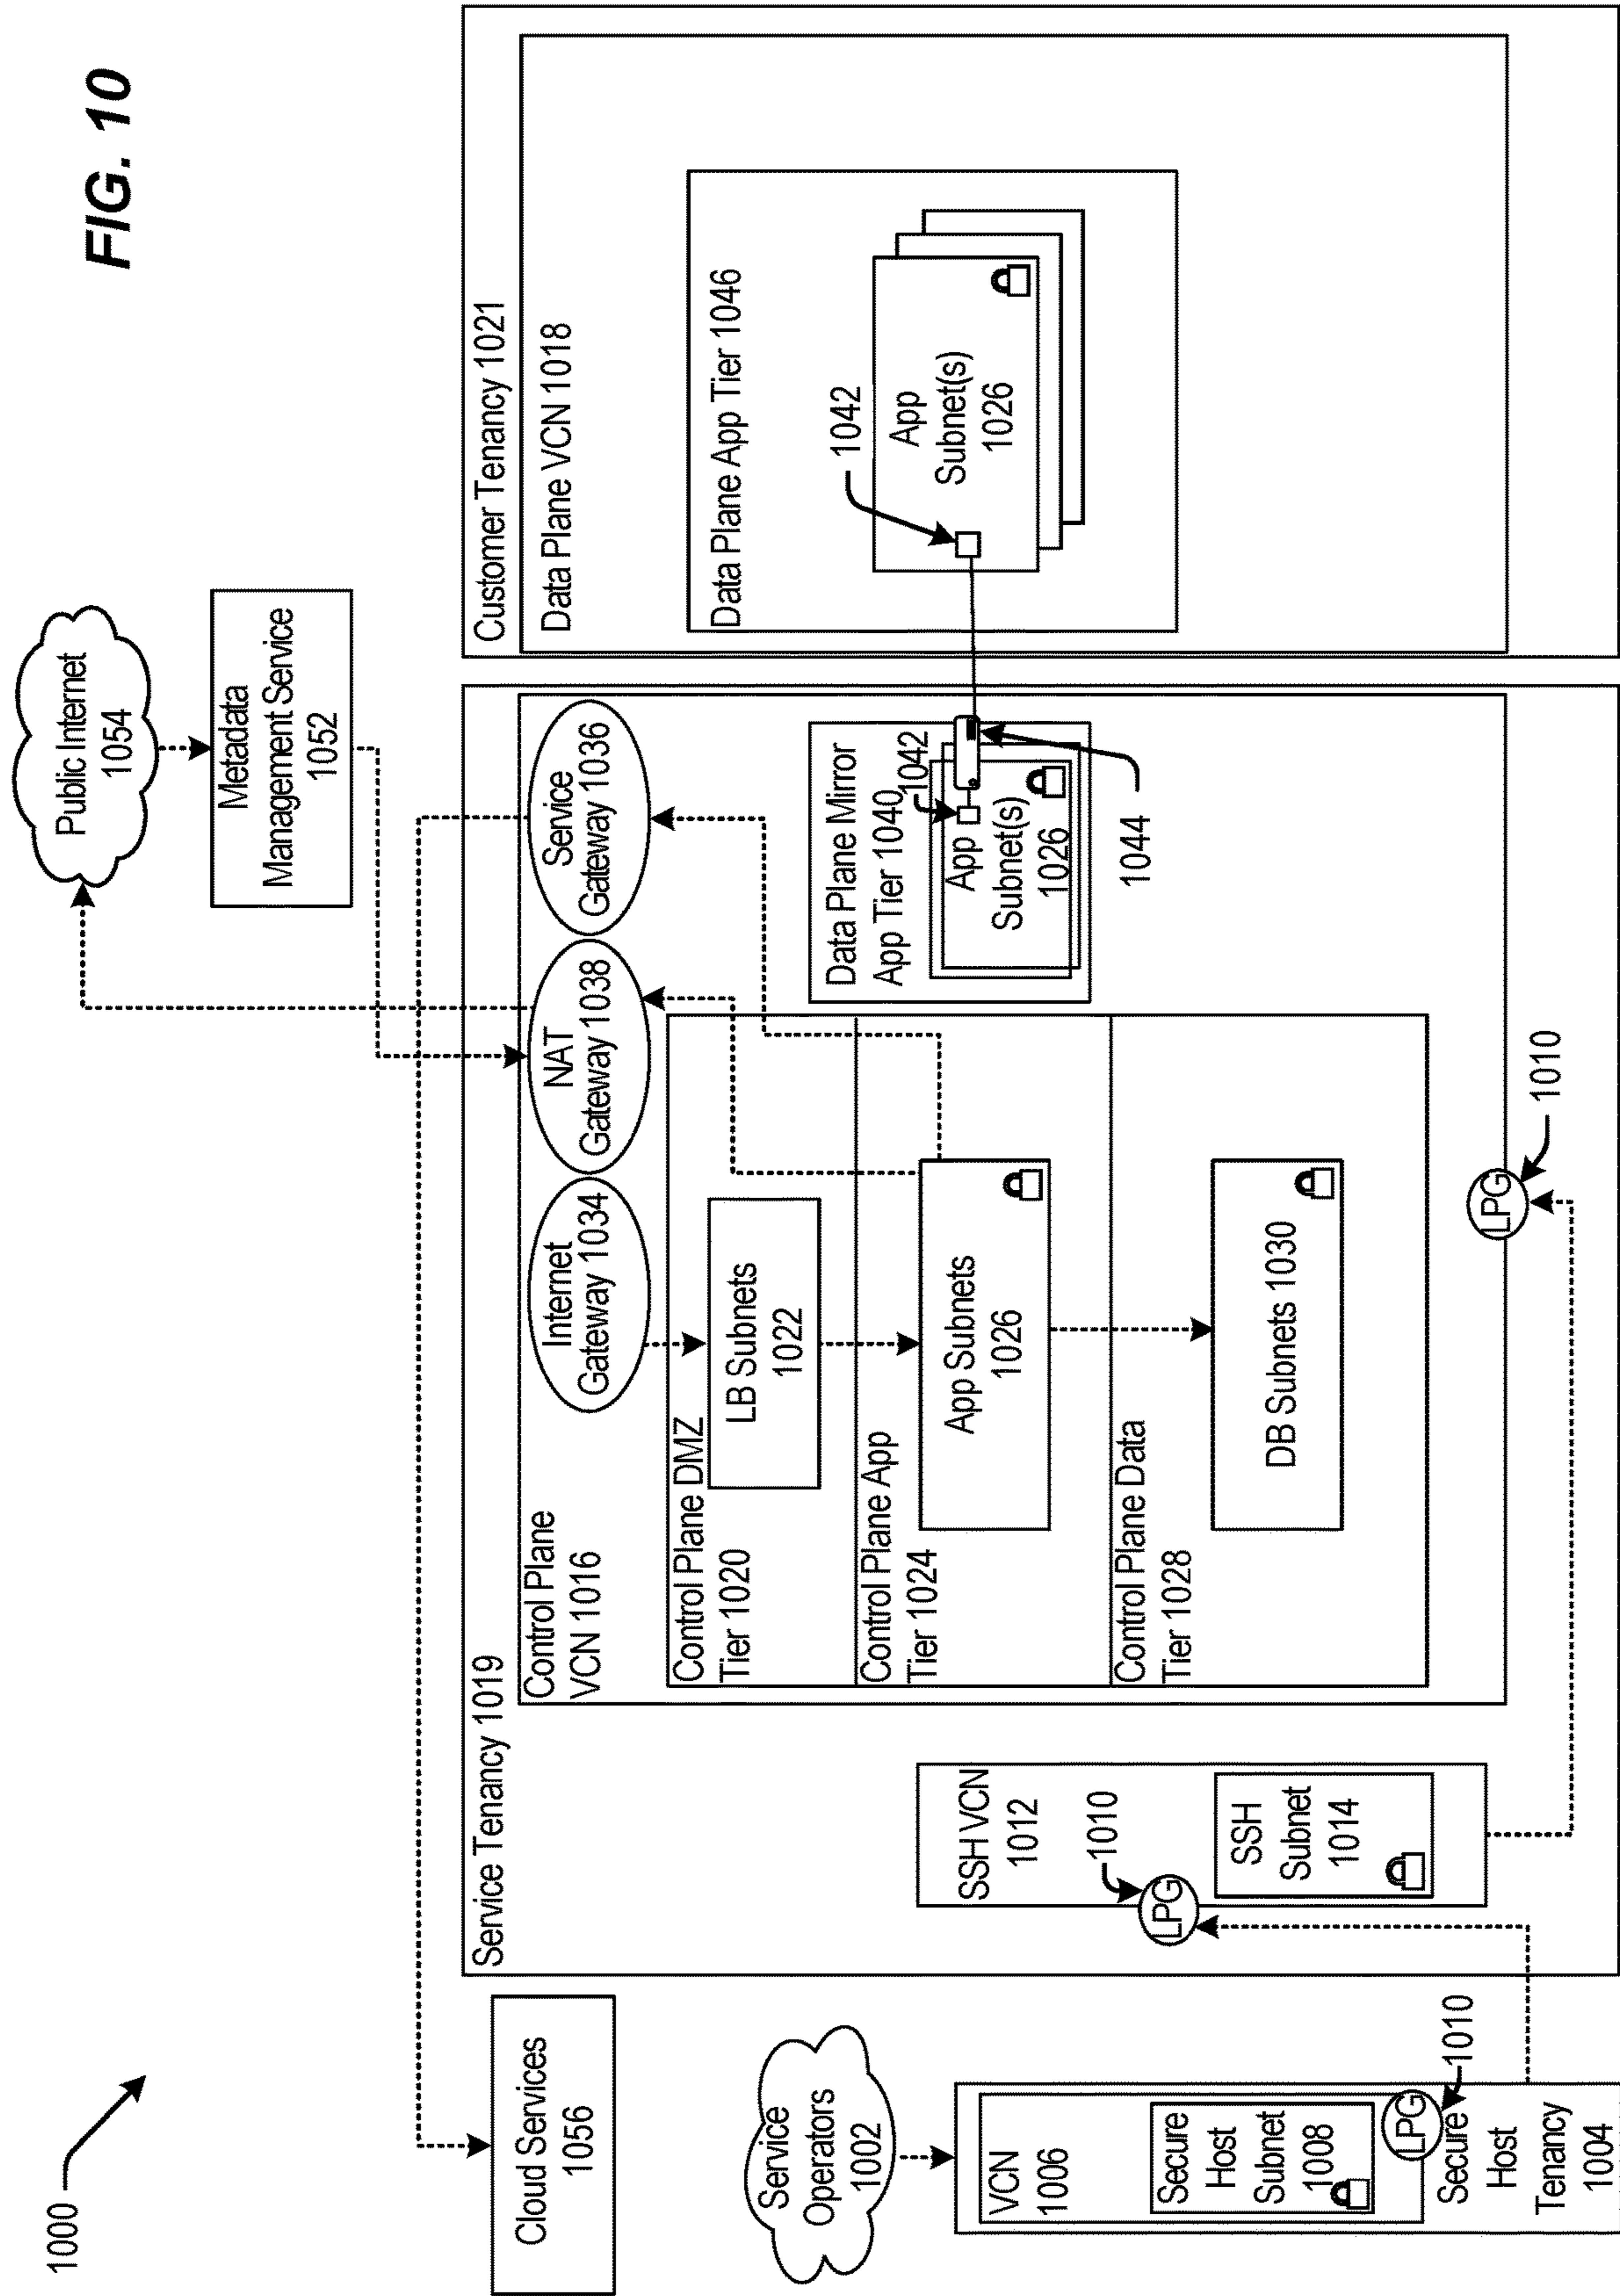 1000
FIG. 10
Public Internet
1054
Metadata
Management Service
1052
Cloud Services
1056
Service
Operators
1002
VCN
1006
Secure
Host
Subnet
1008
LPG
1010
Secure
Host
Tenancy
1004
Service Tenancy 1019
SSH VCN
1012
1010
LPG
SSH
Subnet
1014
Control Plane
VCN 1016
Internet
Gateway 1034
NAT
Gateway 1038
Service
Gateway 1036
Control Plane DMZ
Tier 1020
LB Subnets
1022
Control Plane App
Tier 1024
App Subnets
1026
Control Plane Data
Tier 1028
DB Subnets 1030
Data Plane Mirror
App Tier 1040
1042
App
Subnet(s)
1026
1044
LPG
1010
Customer Tenancy 1021
Data Plane VCN 1018
Data Plane App Tier 1046
1042
App
Subnet(s)
1026